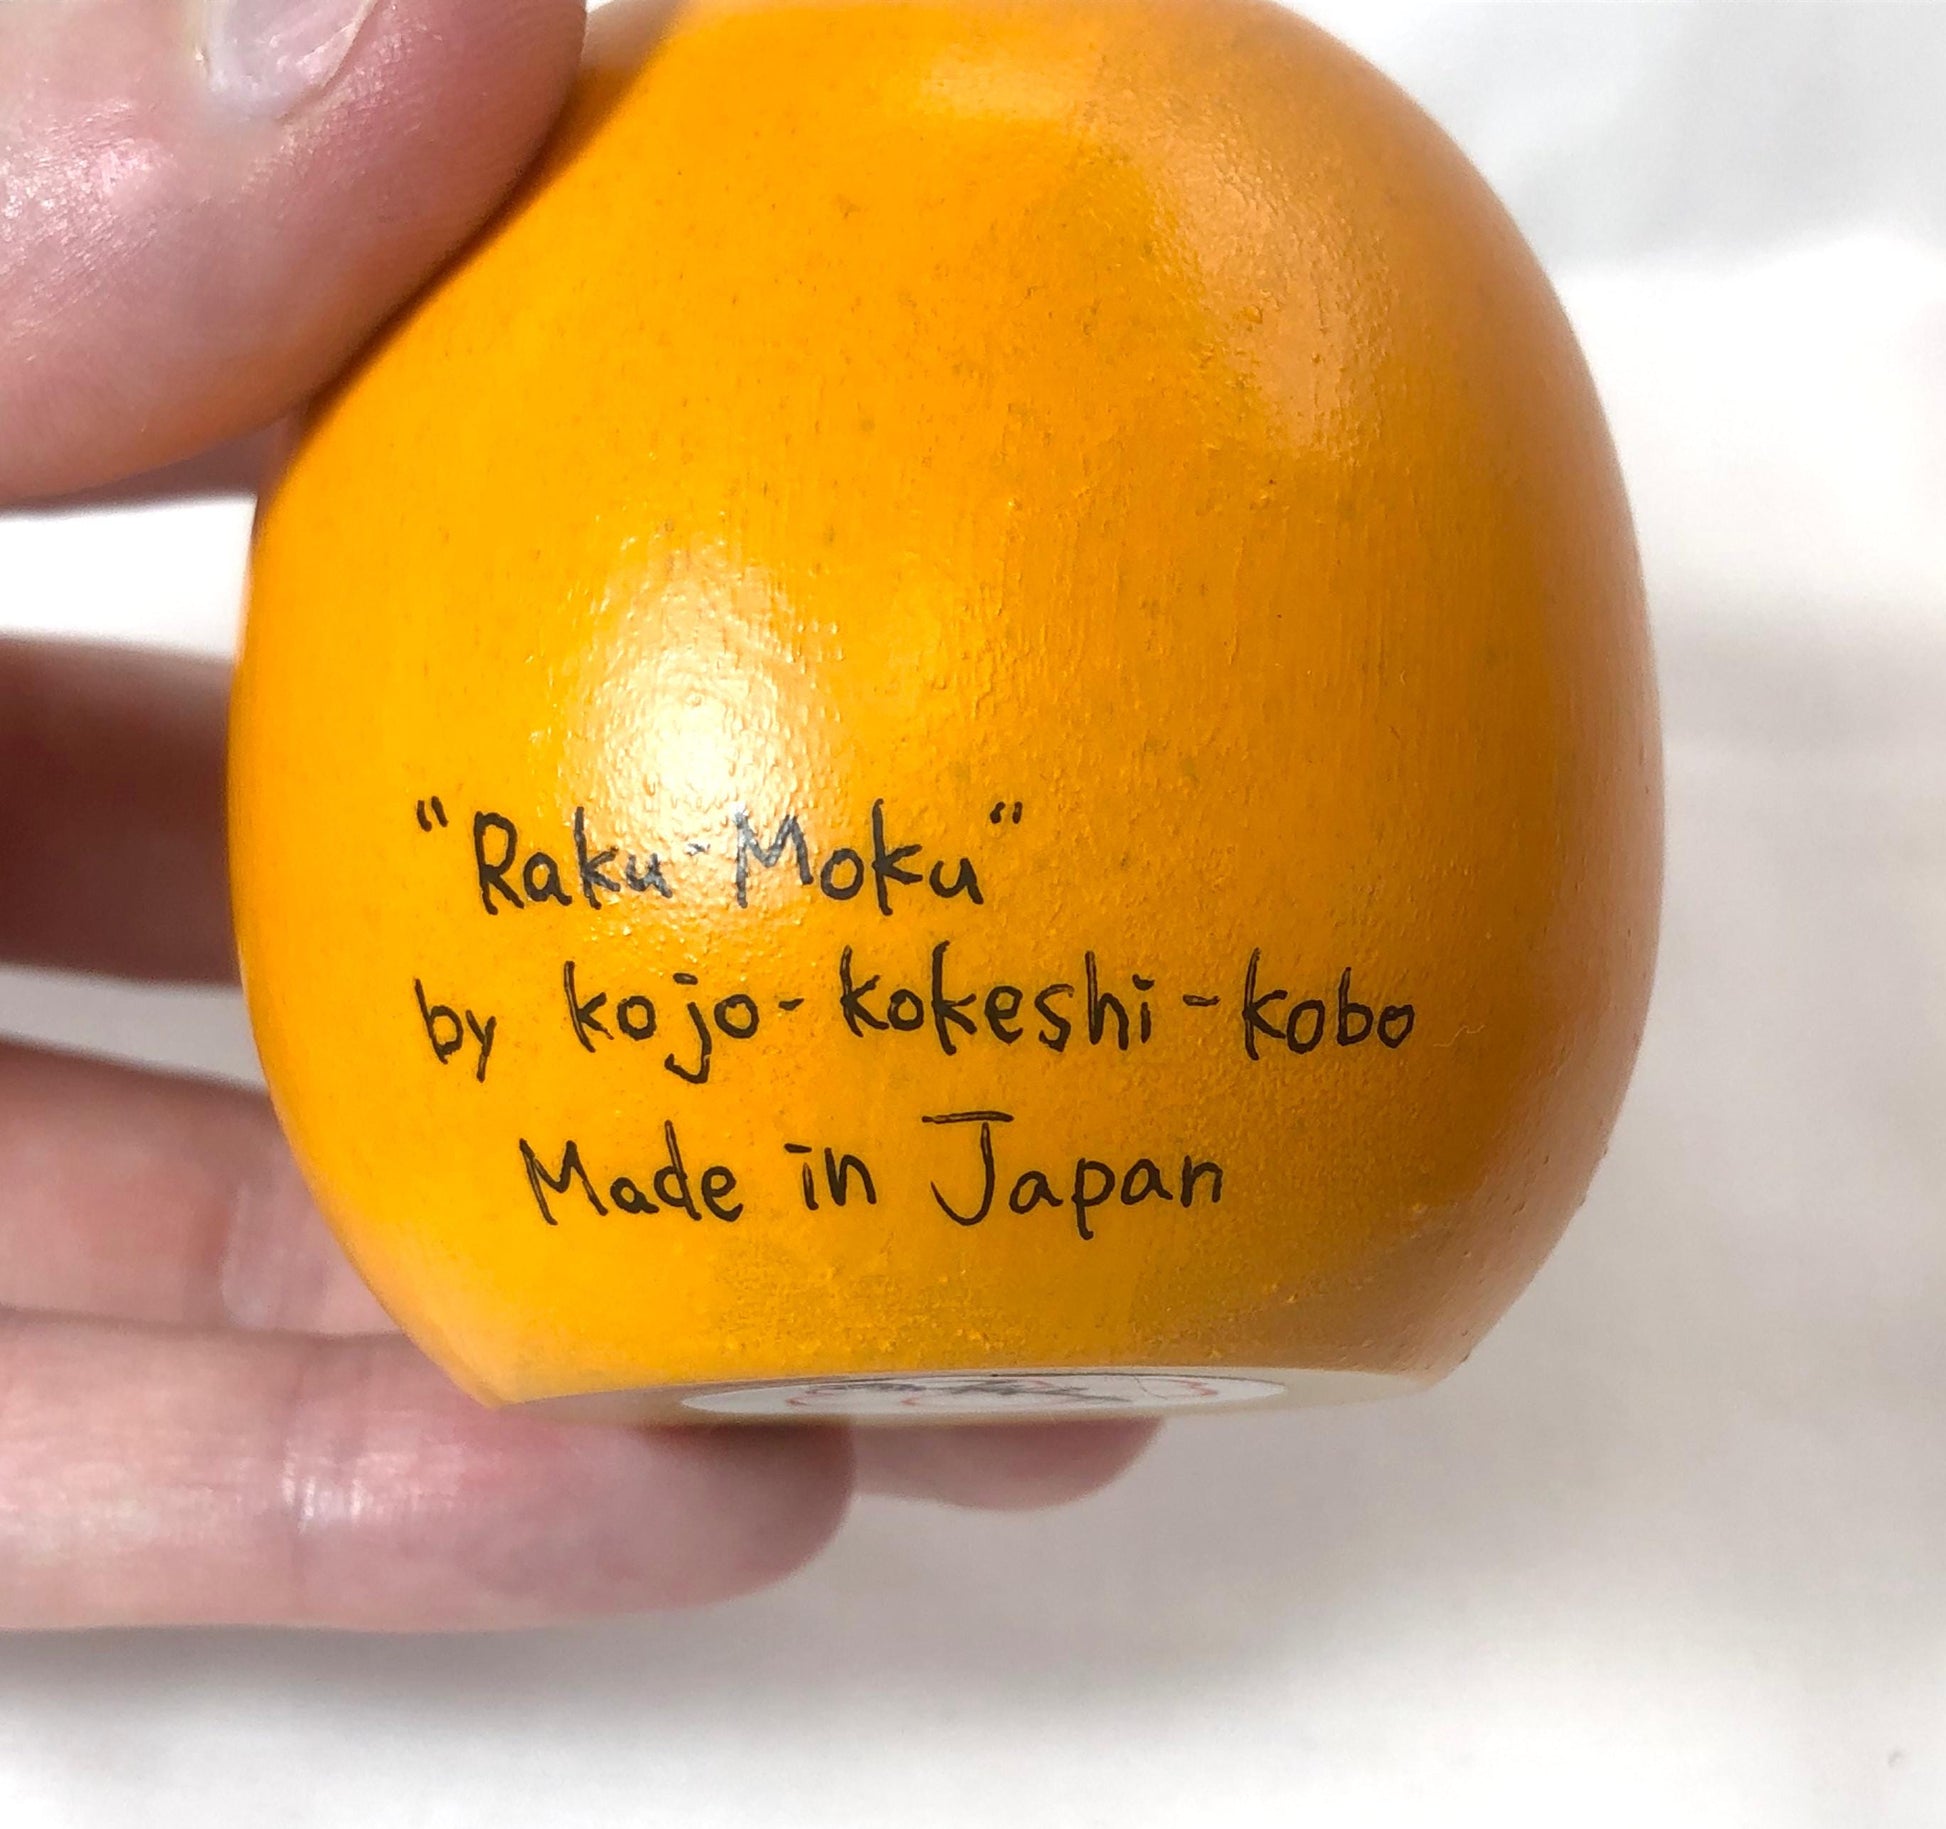 "Raku-Moku"
by kojo-kokeshi-kobo
Made in Japan